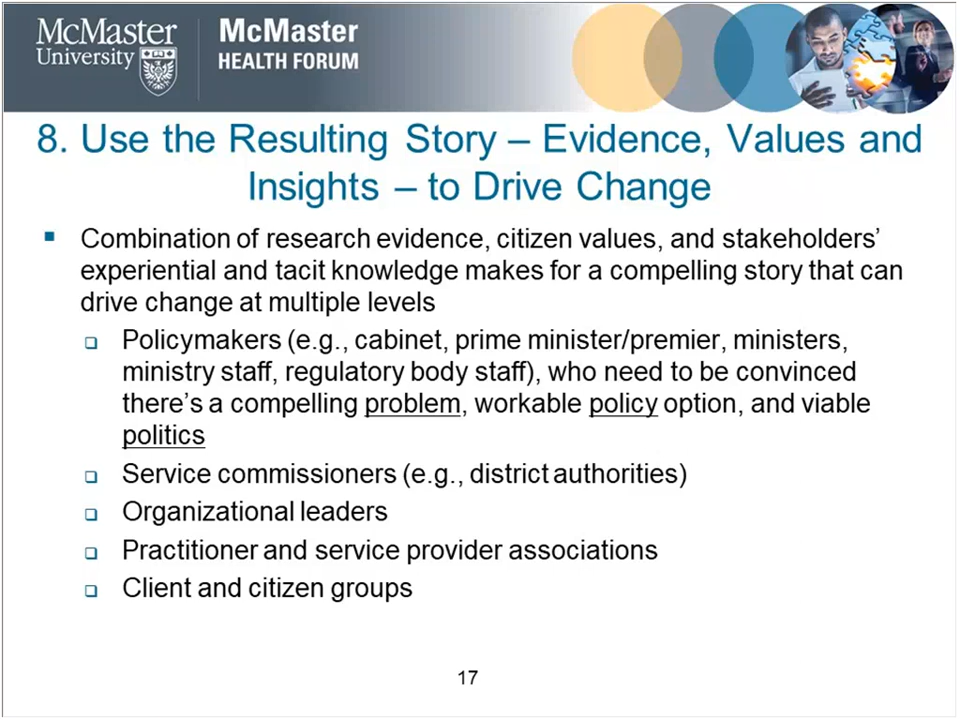 McMaster
University
McMaster
HEALTH FORUM
8. Use the Resulting Story – Evidence, Values and
Insights – to Drive Change
Combination of research evidence, citizen values, and stakeholders’
experiential and tacit knowledge makes for a compelling story that can
drive change at multiple levels
Policymakers (e.g., cabinet, prime minister/premier, ministers,
ministry staff, regulatory body staff), who need to be convinced
there’s a compelling problem, workable policy option, and viable
politics
Service commissioners (e.g., district authorities)
Organizational leaders
Practitioner and service provider associations
Client and citizen groups
17